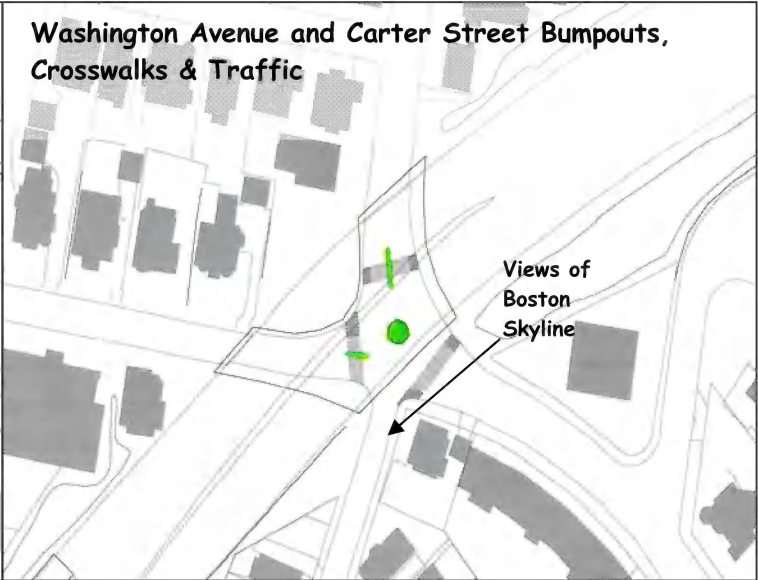 Washington Avenue and Carter Street Bumpouts,
Crosswalks & Traffic
Views of
Boston
Skyline